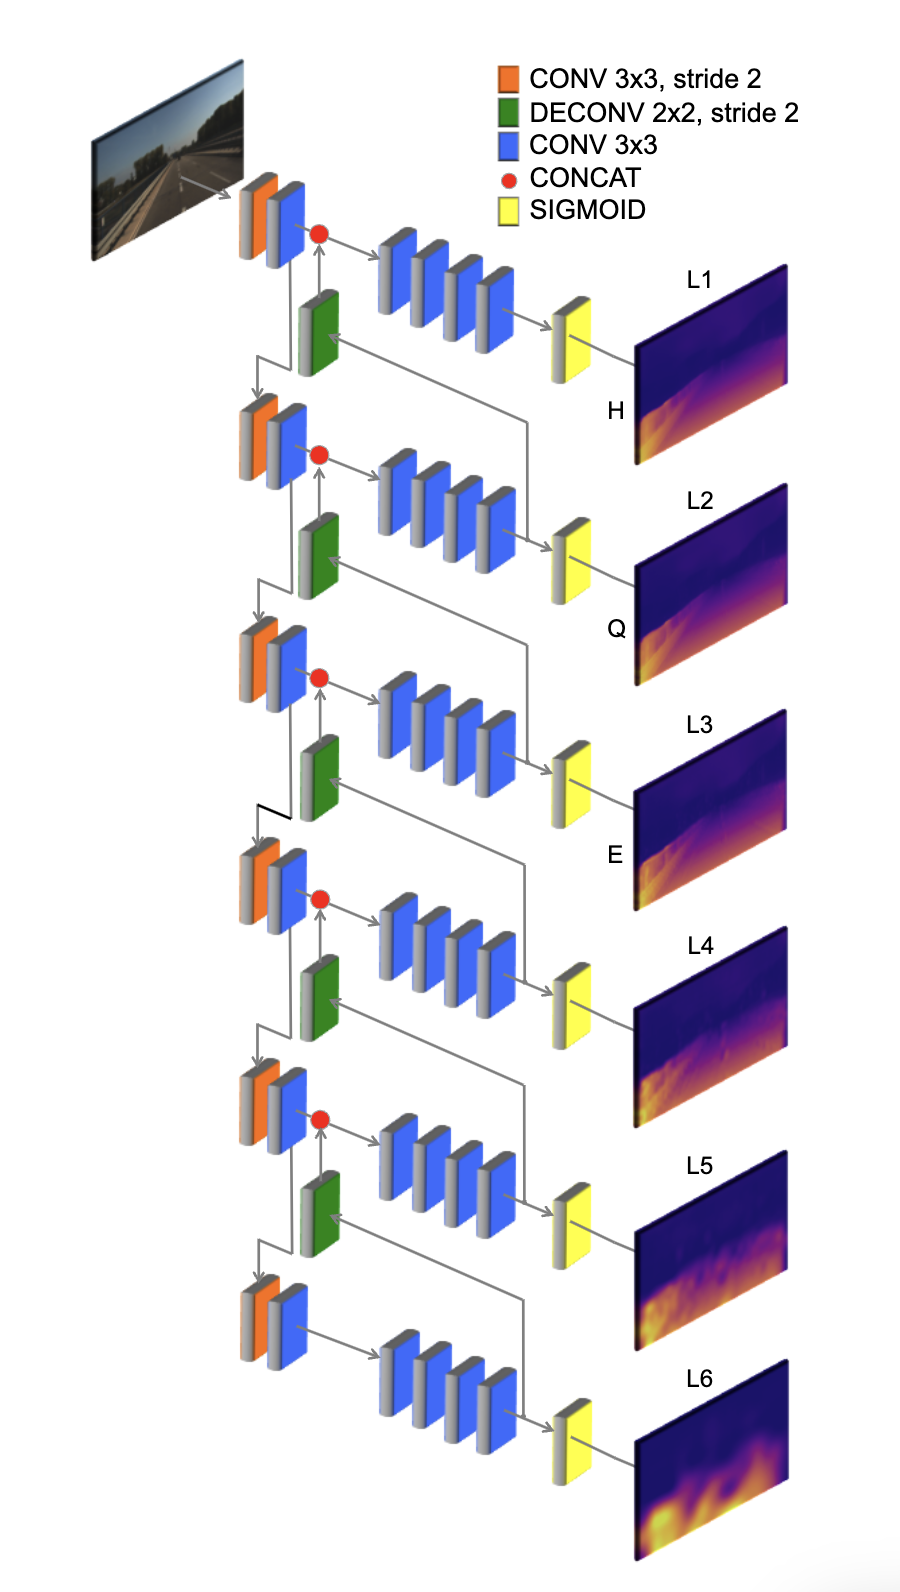 CONV 3x3, stride 2
DECONV 2x2, stride 2
CONV 3x3
CONCAT
SIGMOID
L1
H
L2
Q
L3
E
L4
L5
L6